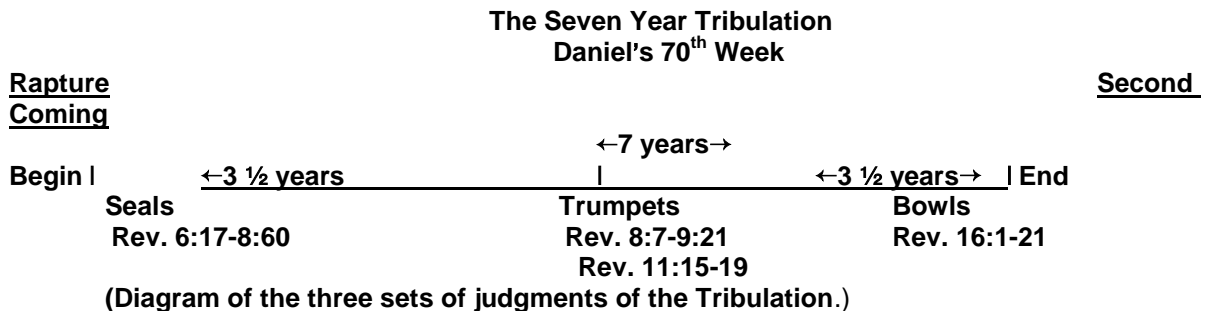 The Seven Year Tribulation
Daniel's 70th Week
Rapture Second
Coming
←7 years→
Begin l ←3 ½ years l ←3 ½ years→ l End
Seals Trumpets Bowls
Rev. 6:17-8:60 Rev. 8:7-9:21 Rev. 16:1-21
Rev. 11:15-19
(Diagram of the three sets of judgments of the Tribulation.)